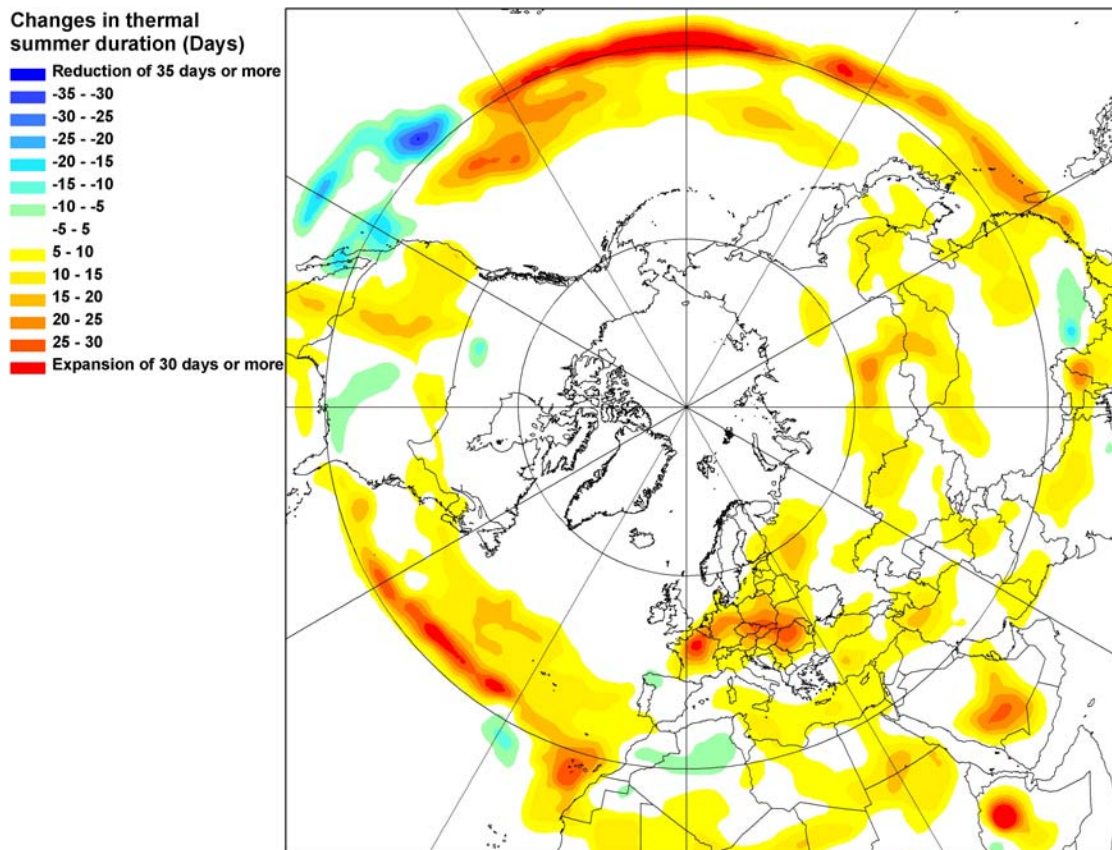 Changes in thermal
summer duration (Days)
Reduction of 35 days or more
-35 - -30
-30 - -25
-25 - -20
-20 - -15
-15 - -10
-10 - -5
-5 - 5
5 - 10
10 - 15
15 - 20
20 - 25
25 - 30
Expansion of 30 days or more